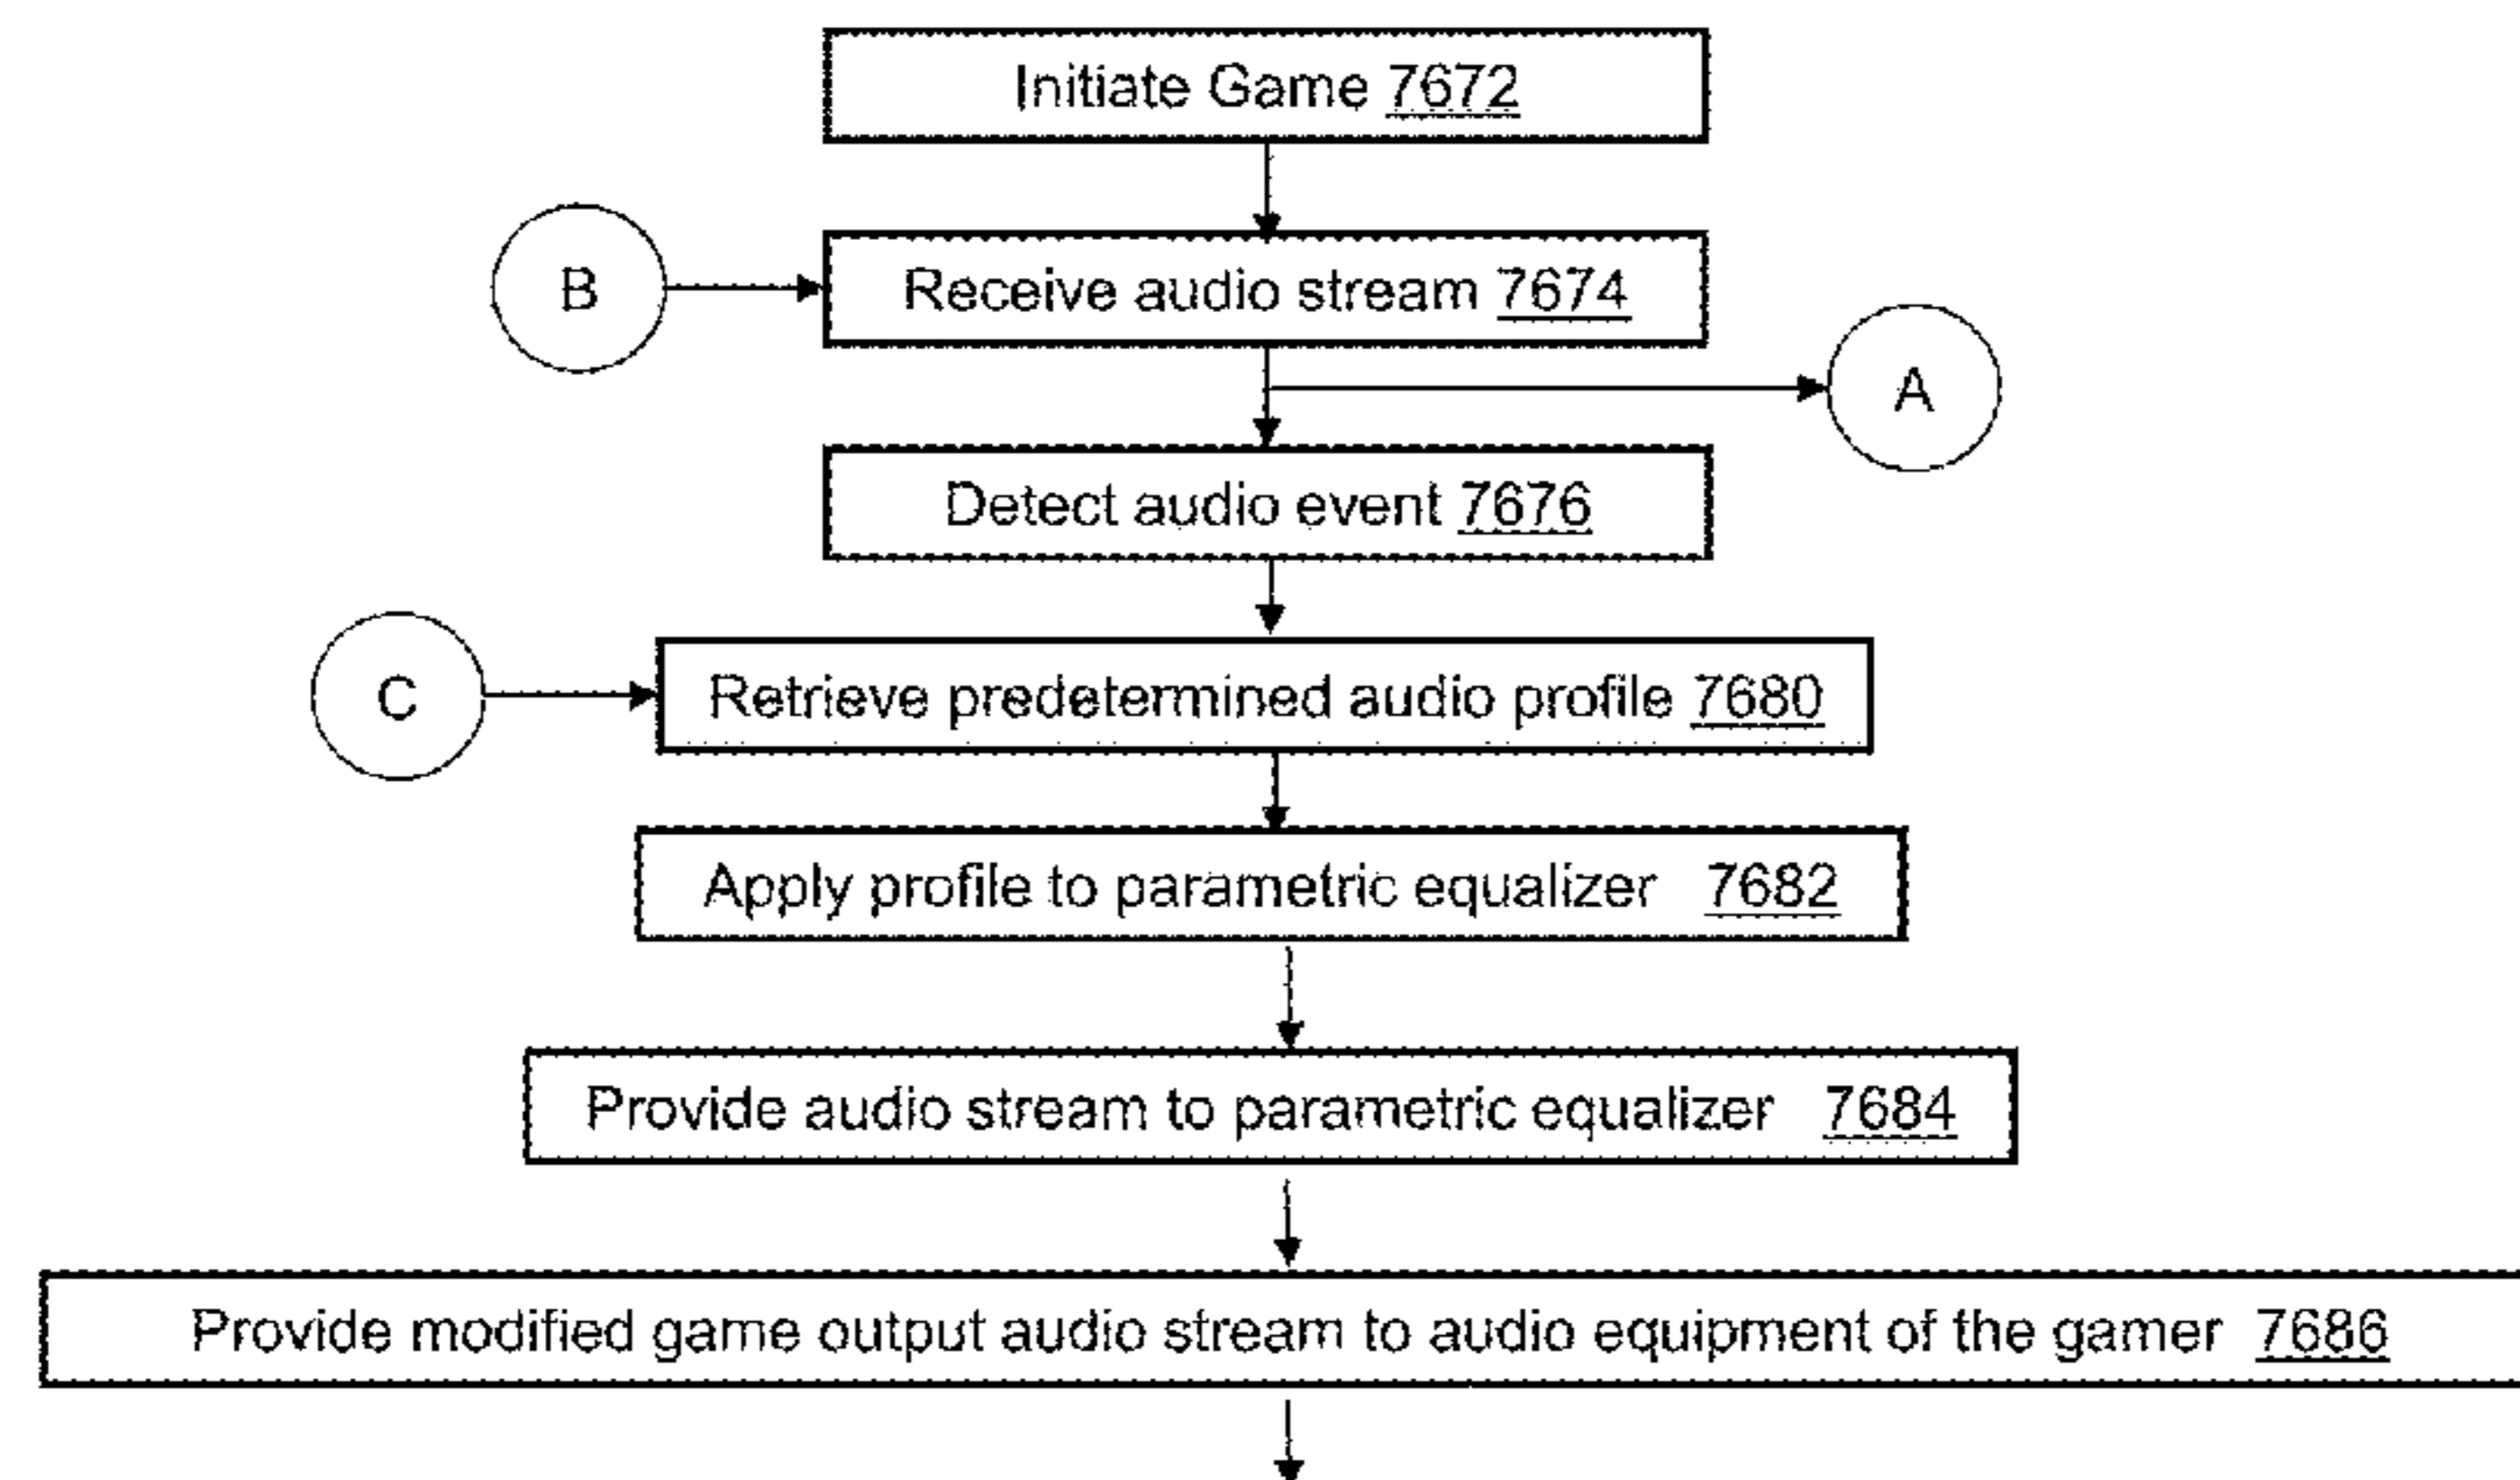 Initiate Game 7672
B
Receive audio stream 7674
A
Detect audio event 7676
C
Retrieve predetermined audio profile 7680
Apply profile to parametric equalizer 7682
Provide audio stream to parametric equalizer 7684
Provide modified game output audio stream to audio equipment of the gamer 7686